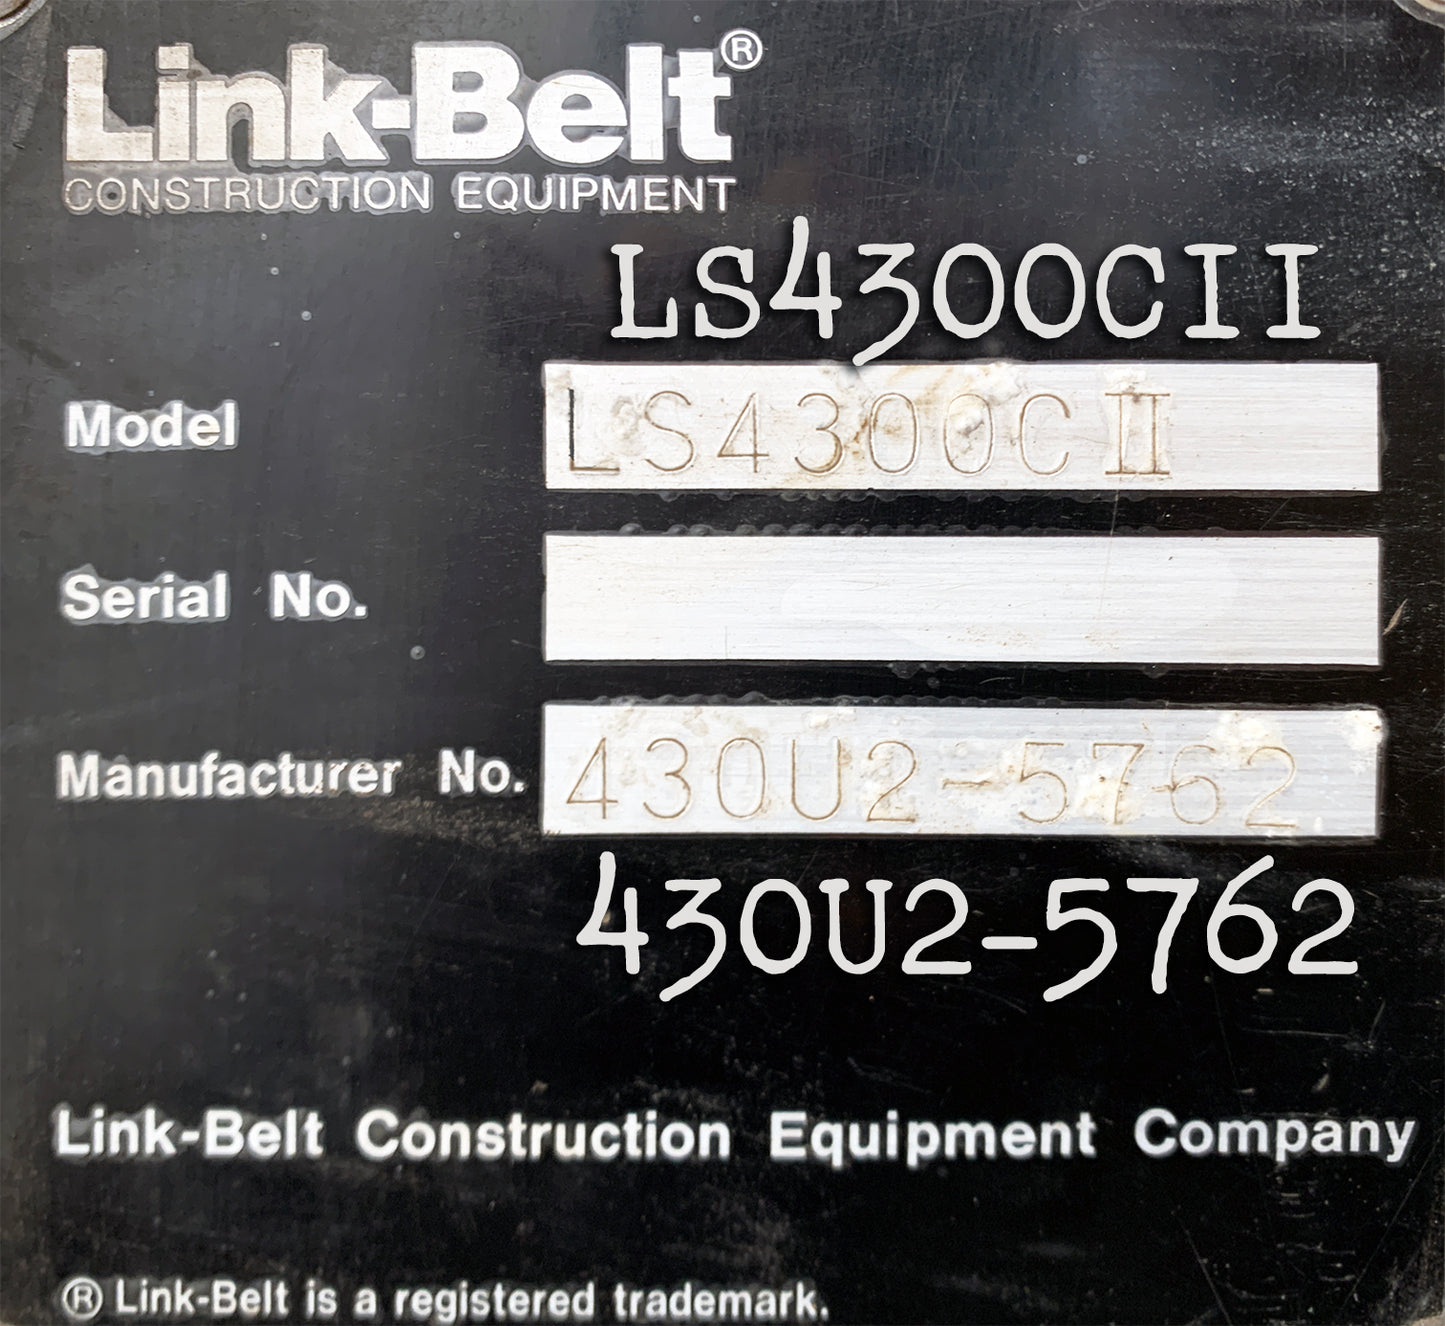 Link-Belt®
CONSTRUCTION EQUIPMENT
LS4300CII
Model LS4300CII
Serial No.
Manufacturer No. 430U2-5762
430U2-5762
Link-Belt Construction Equipment Company
® Link-Belt is a registered trademark.